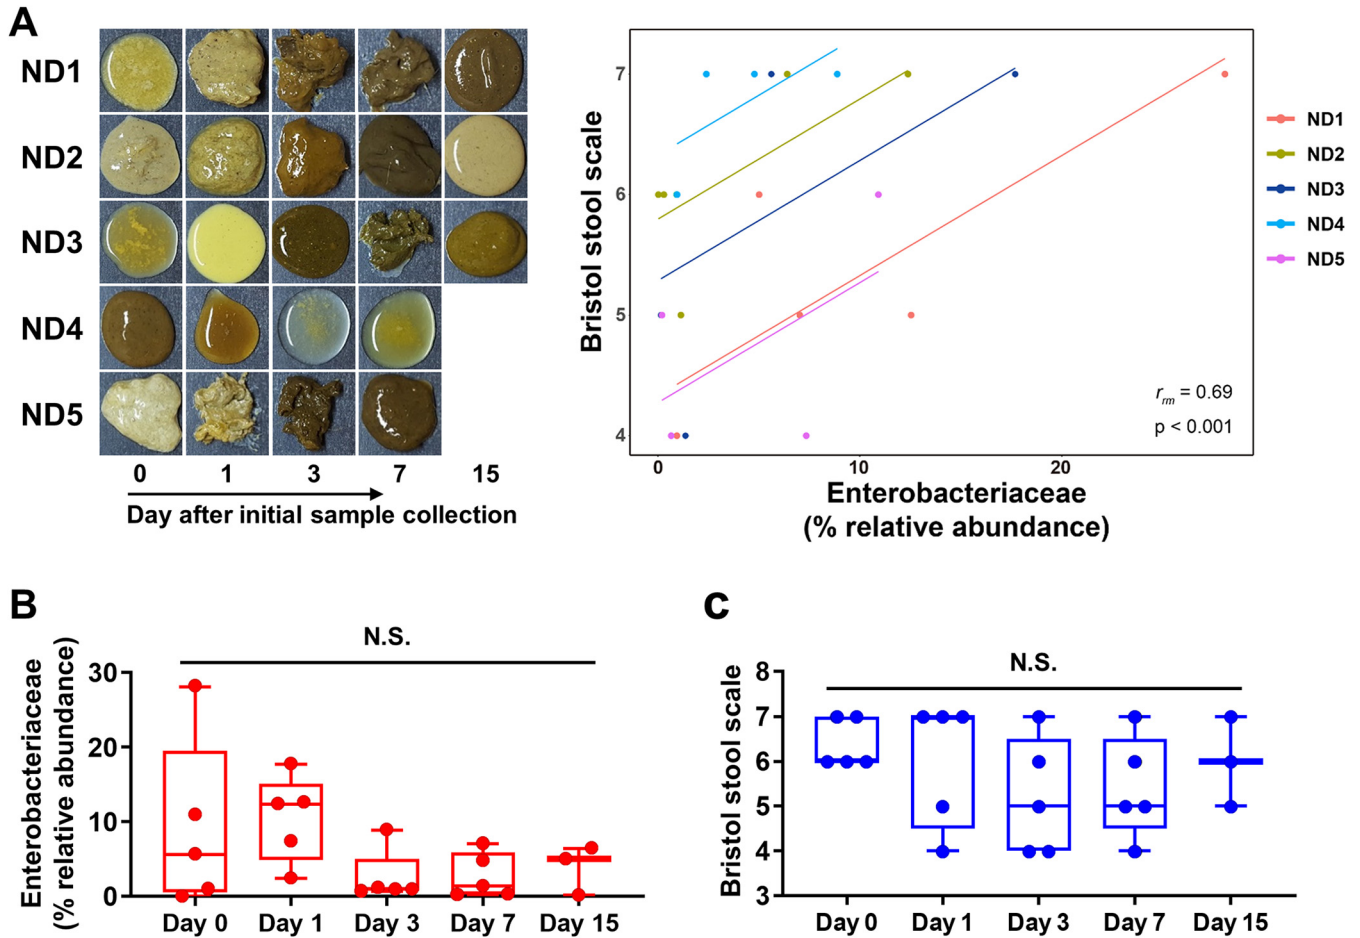 A
ND1
ND2
ND3
ND4
ND5
0 1 3 7 15
Day after initial sample collection
Bristol stool scale
7
6
5
4
0 10 20
Enterobacteriaceae
(% relative abundance)
r_rm = 0.69
p < 0.001
ND1
ND2
ND3
ND4
ND5
B
Enterobacteriaceae
(% relative abundance)
N.S.
30
20
10
0
Day 0 Day 1 Day 3 Day 7 Day 15
C
Bristol stool scale
N.S.
8
7
6
5
4
3
Day 0 Day 1 Day 3 Day 7 Day 15